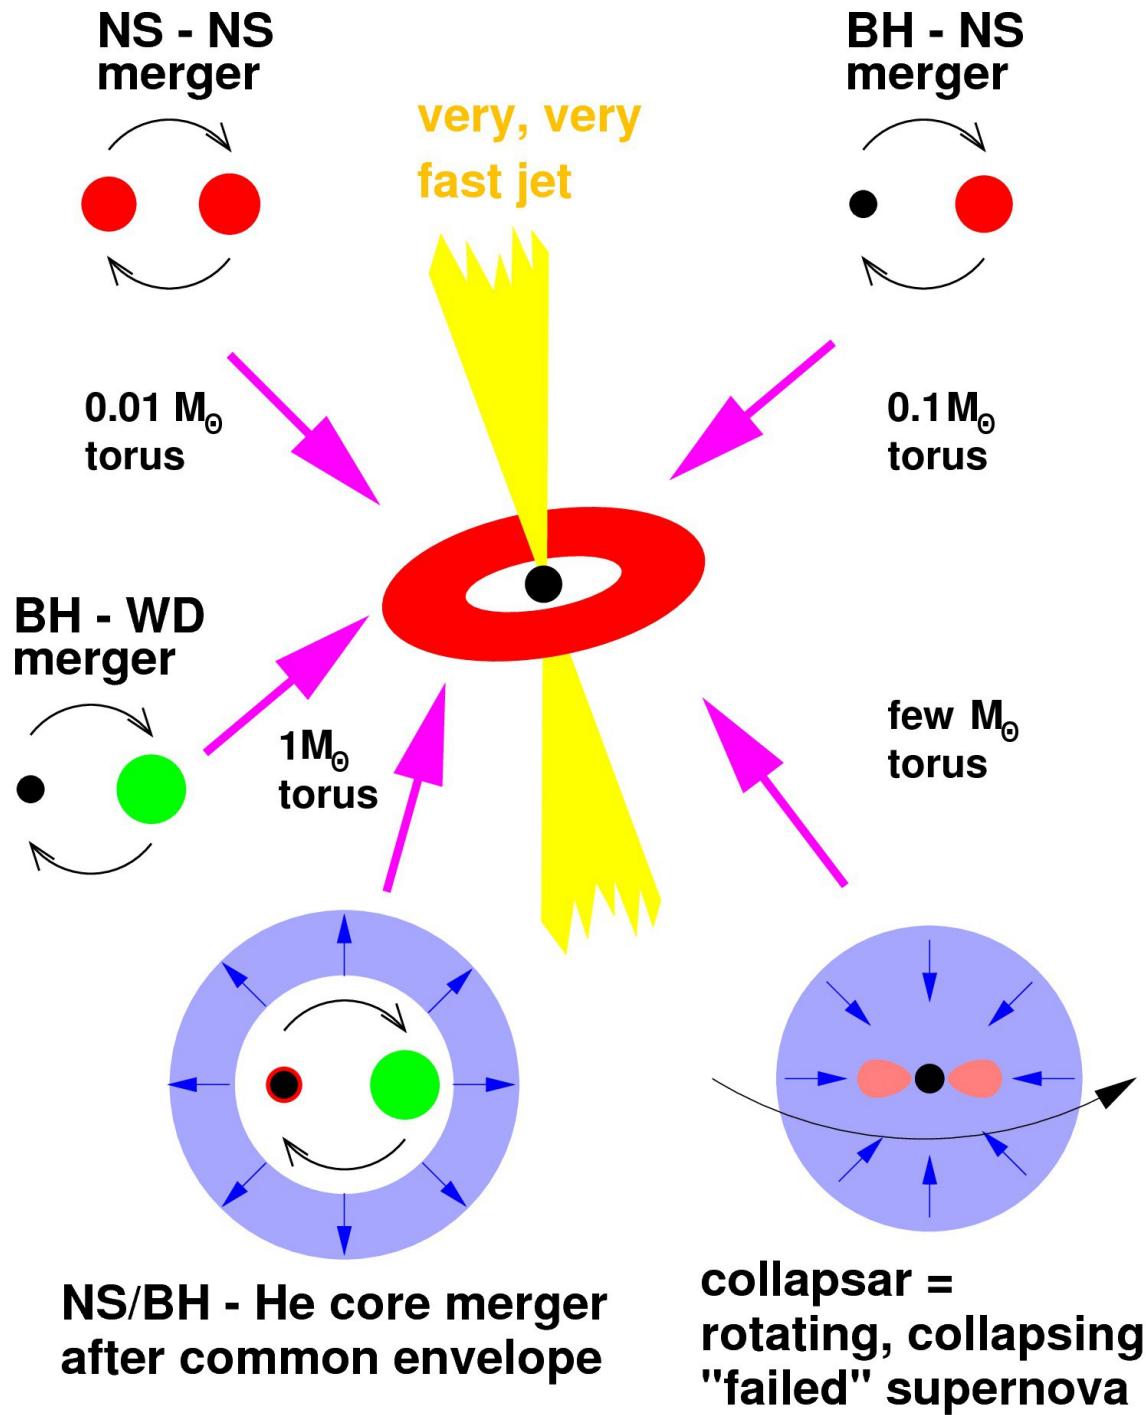 NS - NS
merger
BH - NS
merger
very, very
fast jet
0.01 M⊙
torus
0.1M⊙
torus
BH - WD
merger
1M⊙
torus
few M⊙
torus
NS/BH - He core merger
after common envelope
collapsar =
rotating, collapsing
"failed" supernova